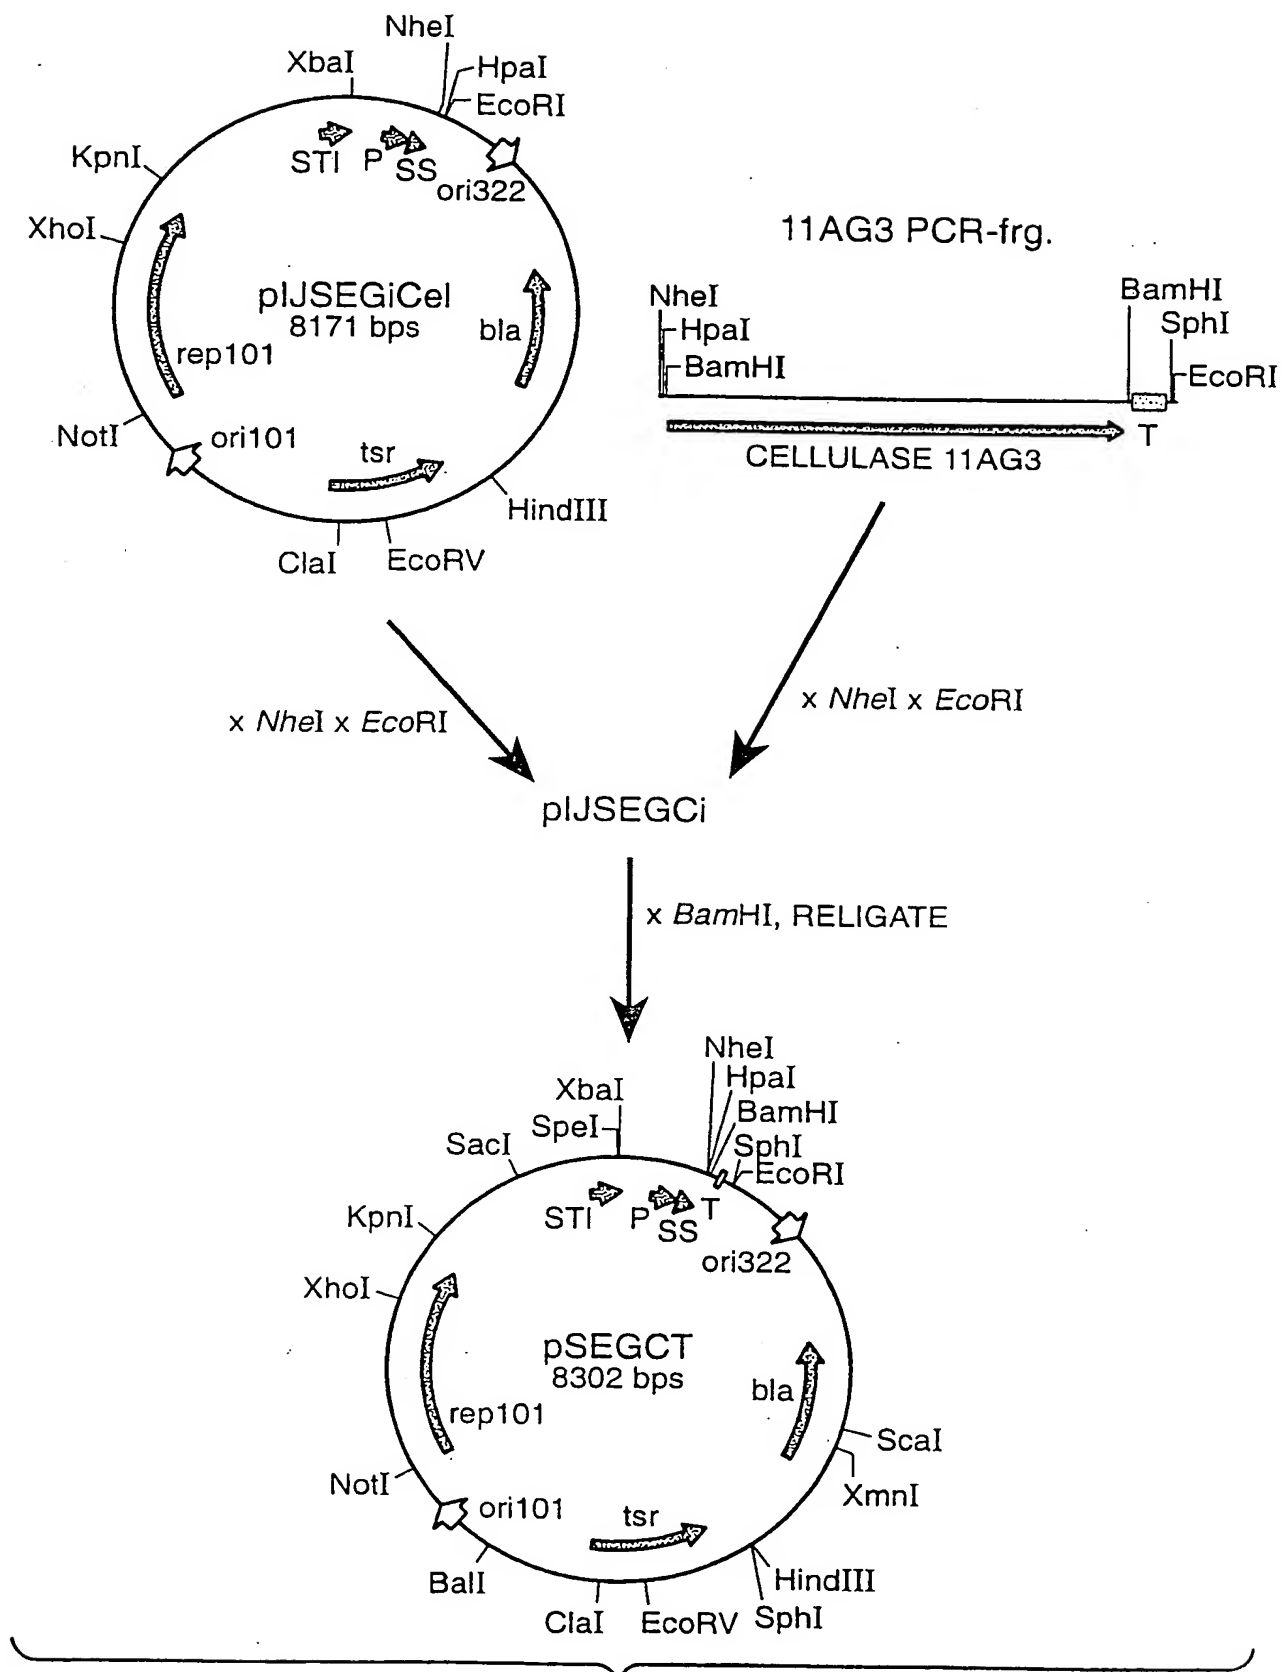 NheI
XbaI
HpaI
EcoRI
KpnI
STI
P
SS
ori322
XhoI
pIJSEGiCel
8171 bps
bla
rep101
NotI
ori101
tsr
HindIII
ClaI
EcoRV
11AG3 PCR-frg.
NheI
BamHI
HpaI
SphI
BamHI
EcoRI
T
CELLULASE 11AG3
x NheI x EcoRI
x NheI x EcoRI
pIJSEGCi
x BamHI, RELIGATE
NheI
XbaI
HpaI
SpeI
BamHI
SacI
SphI
EcoRI
KpnI
STI
P
SS
T
ori322
XhoI
pSEGCT
8302 bps
bla
rep101
ScaI
NotI
XmnI
ori101
tsr
BalI
HindIII
ClaI
EcoRV
SphI